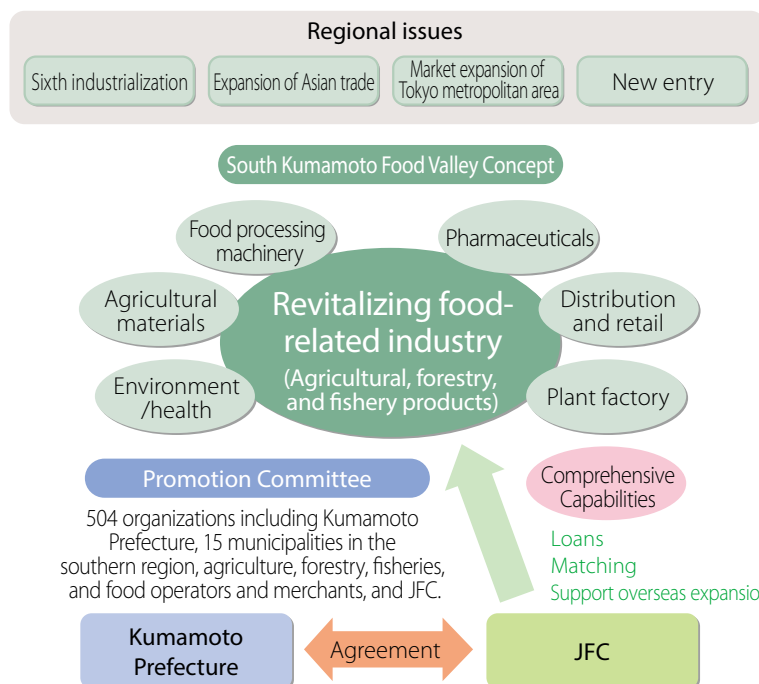 Regional issues
Sixth industrialization
Expansion of Asian trade
Market expansion of
Tokyo metropolitan area
New entry
South Kumamoto Food Valley Concept
Food processing
machinery
Pharmaceuticals
Agricultural
materials
Revitalizing food-
related industry
(Agricultural, forestry,
and fishery products)
Distribution
and retail
Environment
/health
Plant factory
Promotion Committee
504 organizations including Kumamoto
Prefecture, 15 municipalities in the
southern region, agriculture, forestry, fisheries,
and food operators and merchants, and JFC.
Comprehensive
Capabilities
Loans
Matching
Support overseas expansio
Kumamoto
Prefecture
Agreement
JFC